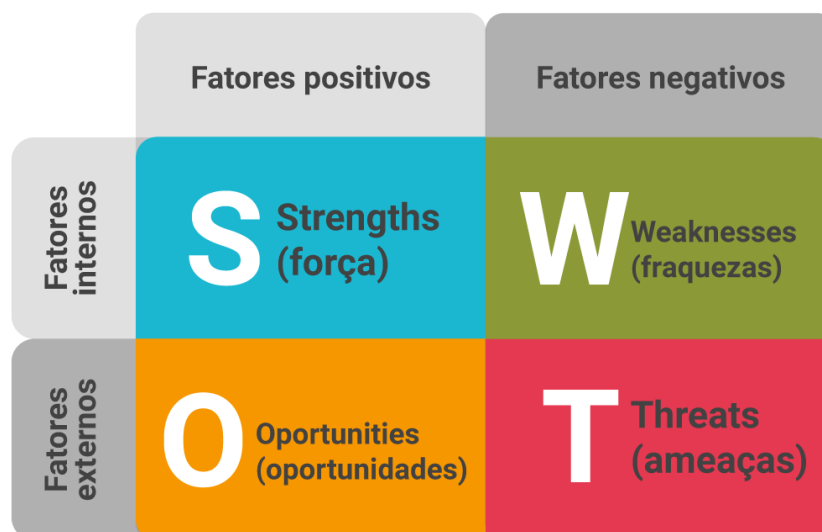 Fatores positivos
Fatores negativos
Fatores
internos
S
Strengths
(força)
W
Weaknesses
(fraquezas)
Fatores
externos
O
Oportunities
(oportunidades)
T
Threats
(ameaças)